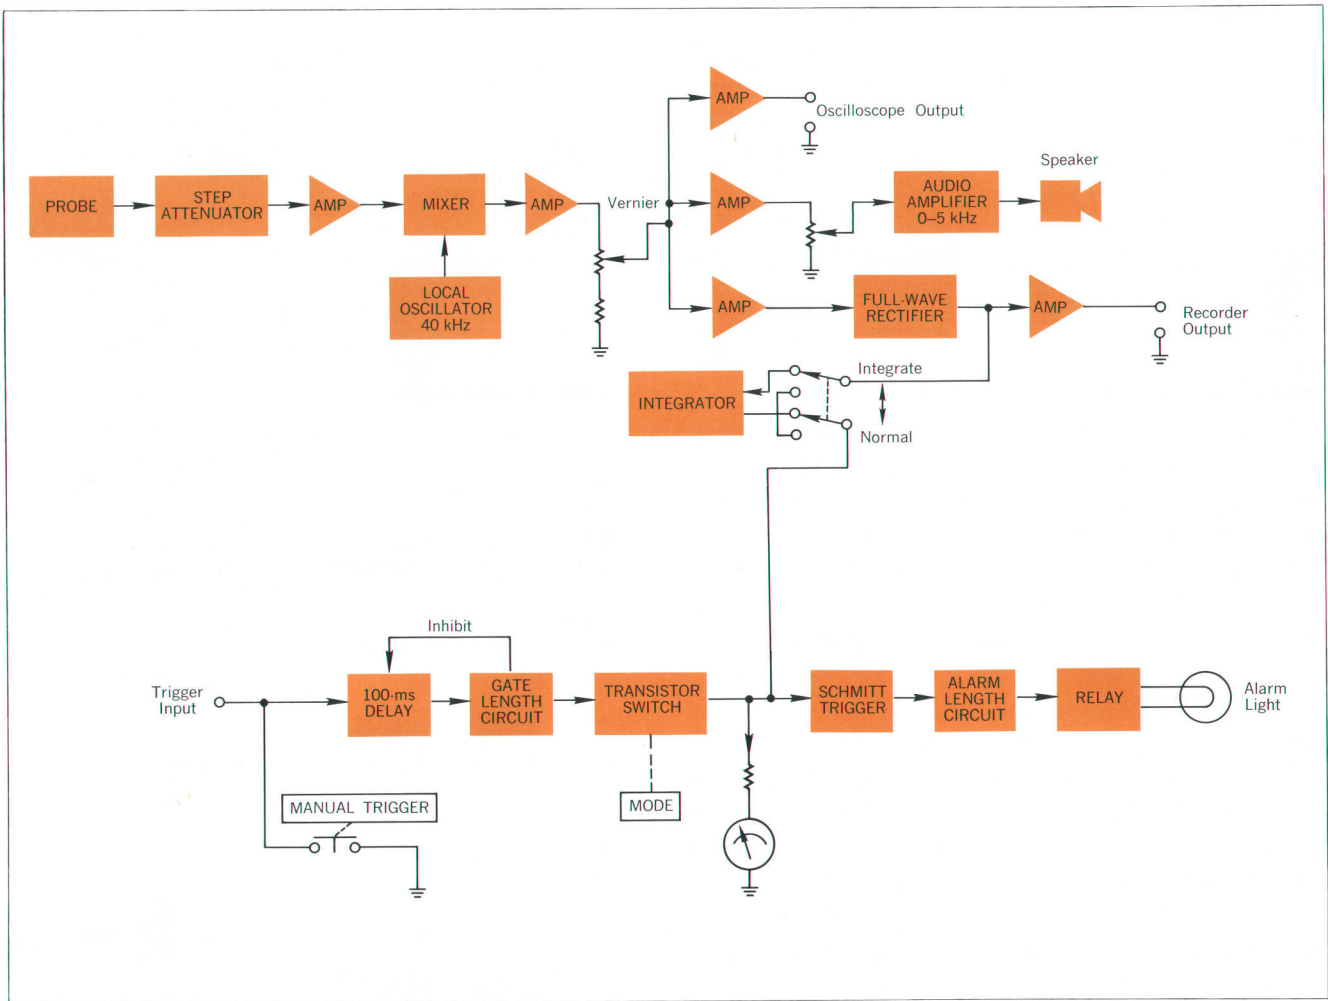 AMP
Oscilloscope Output
Speaker
PROBE
STEP
ATTENUATOR
AMP
MIXER
AMP
Vernier
AMP
AUDIO
AMPLIFIER
0–5 kHz
LOCAL
OSCILLATOR
40 kHz
AMP
FULL-WAVE
RECTIFIER
AMP
Recorder
Output
INTEGRATOR
Integrate
Normal
Inhibit
Trigger
Input
100-ms
DELAY
GATE
LENGTH
CIRCUIT
TRANSISTOR
SWITCH
SCHMITT
TRIGGER
ALARM
LENGTH
CIRCUIT
RELAY
Alarm
Light
MANUAL TRIGGER
MODE